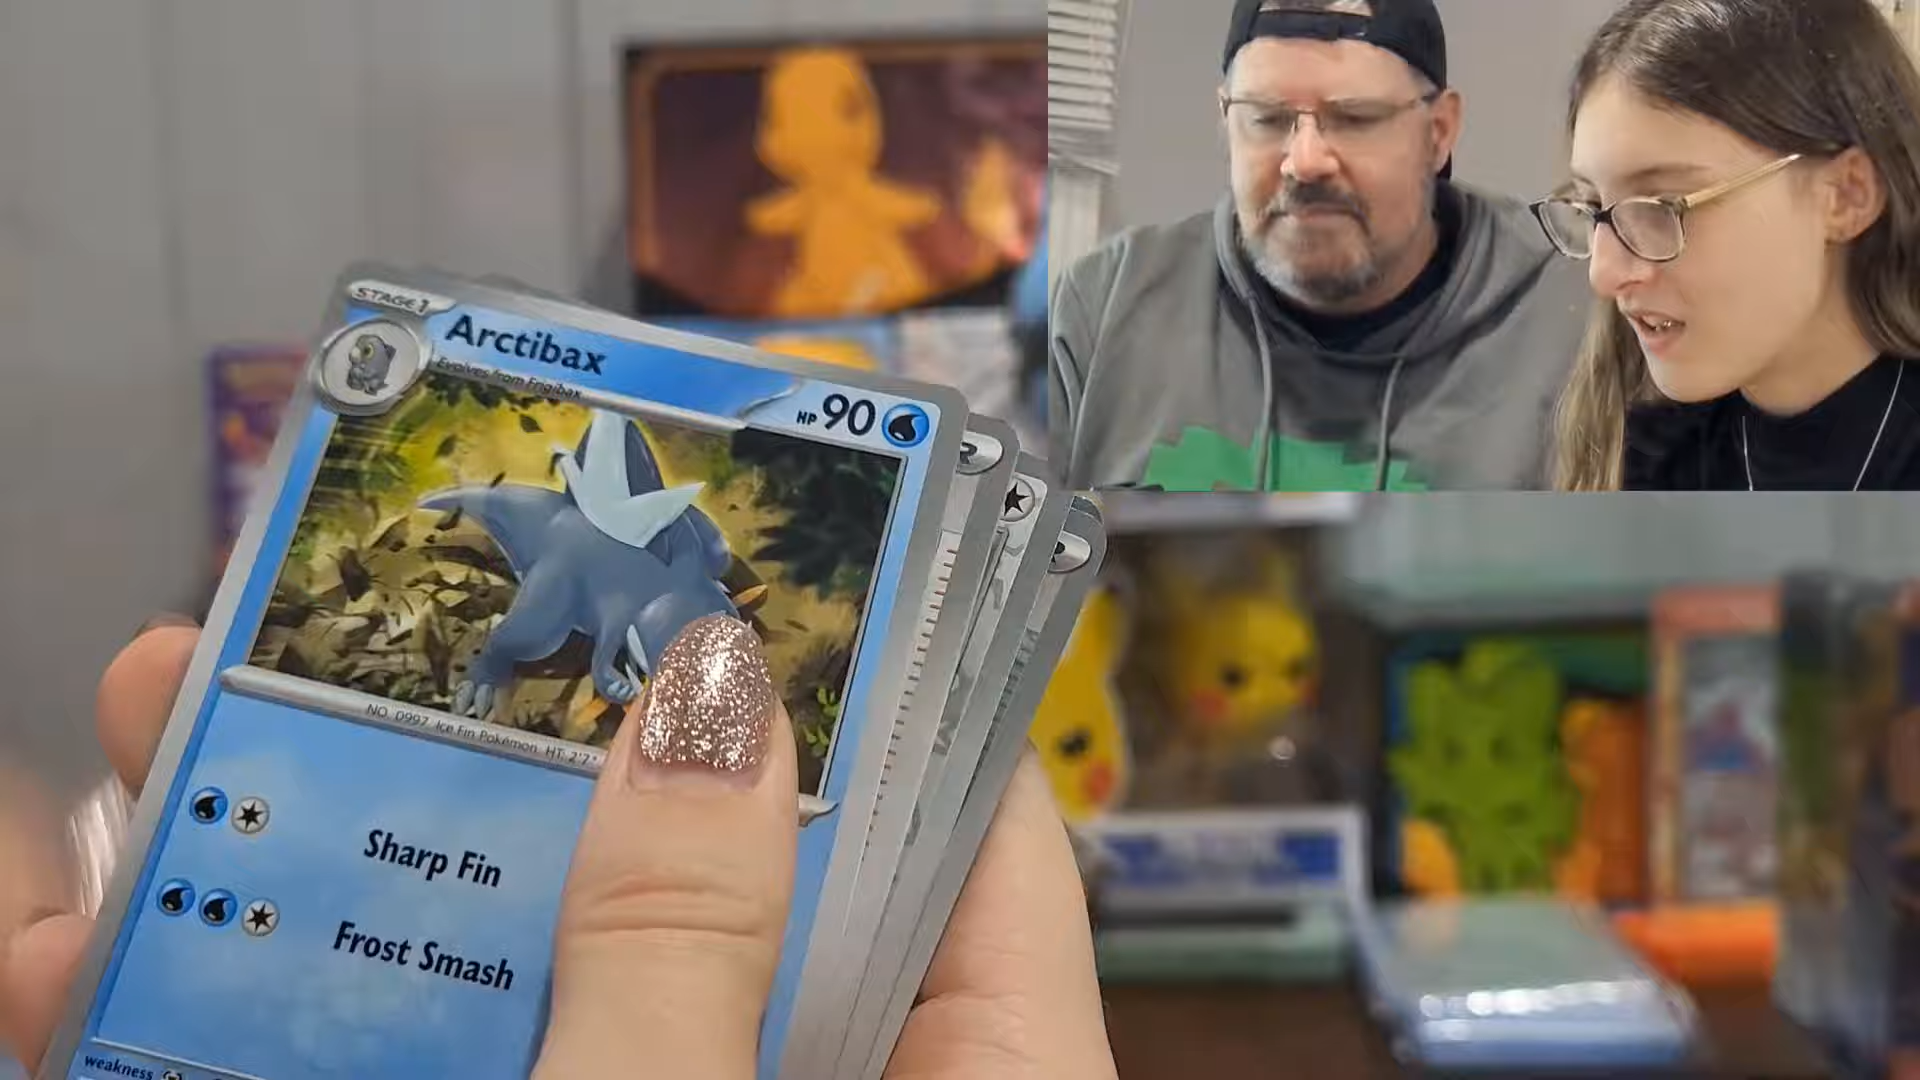 STAGE 1
Arctibax
Evolves from Frigibax
HP 90
NO. 0997 Ice Fin Pokémon HT: 2'7"
Sharp Fin
Frost Smash
weakness